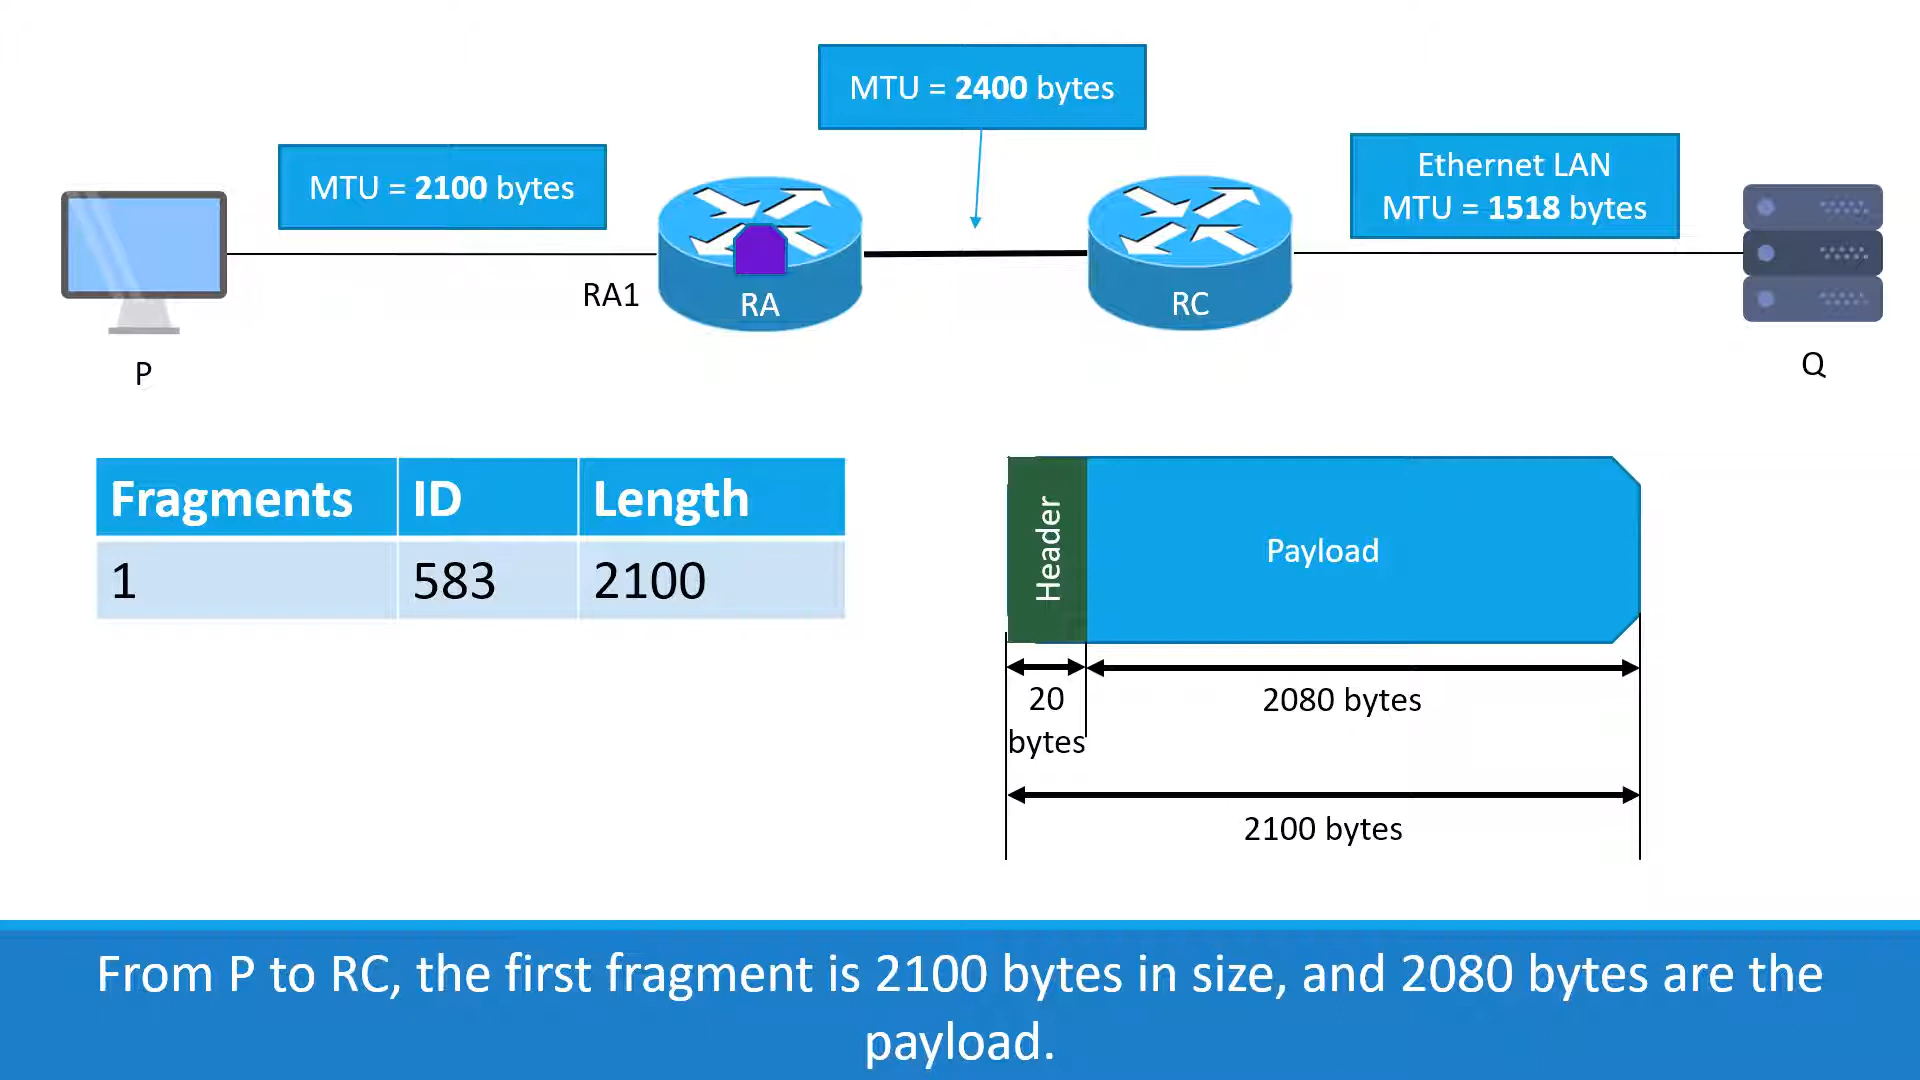 MTU = 2400 bytes
MTU = 2100 bytes
Ethernet LAN
MTU = 1518 bytes
RA1
RA
RC
P
Q
Fragments ID Length
1 583 2100
Header
Payload
20
bytes
2080 bytes
2100 bytes
From P to RC, the first fragment is 2100 bytes in size, and 2080 bytes are the
payload.